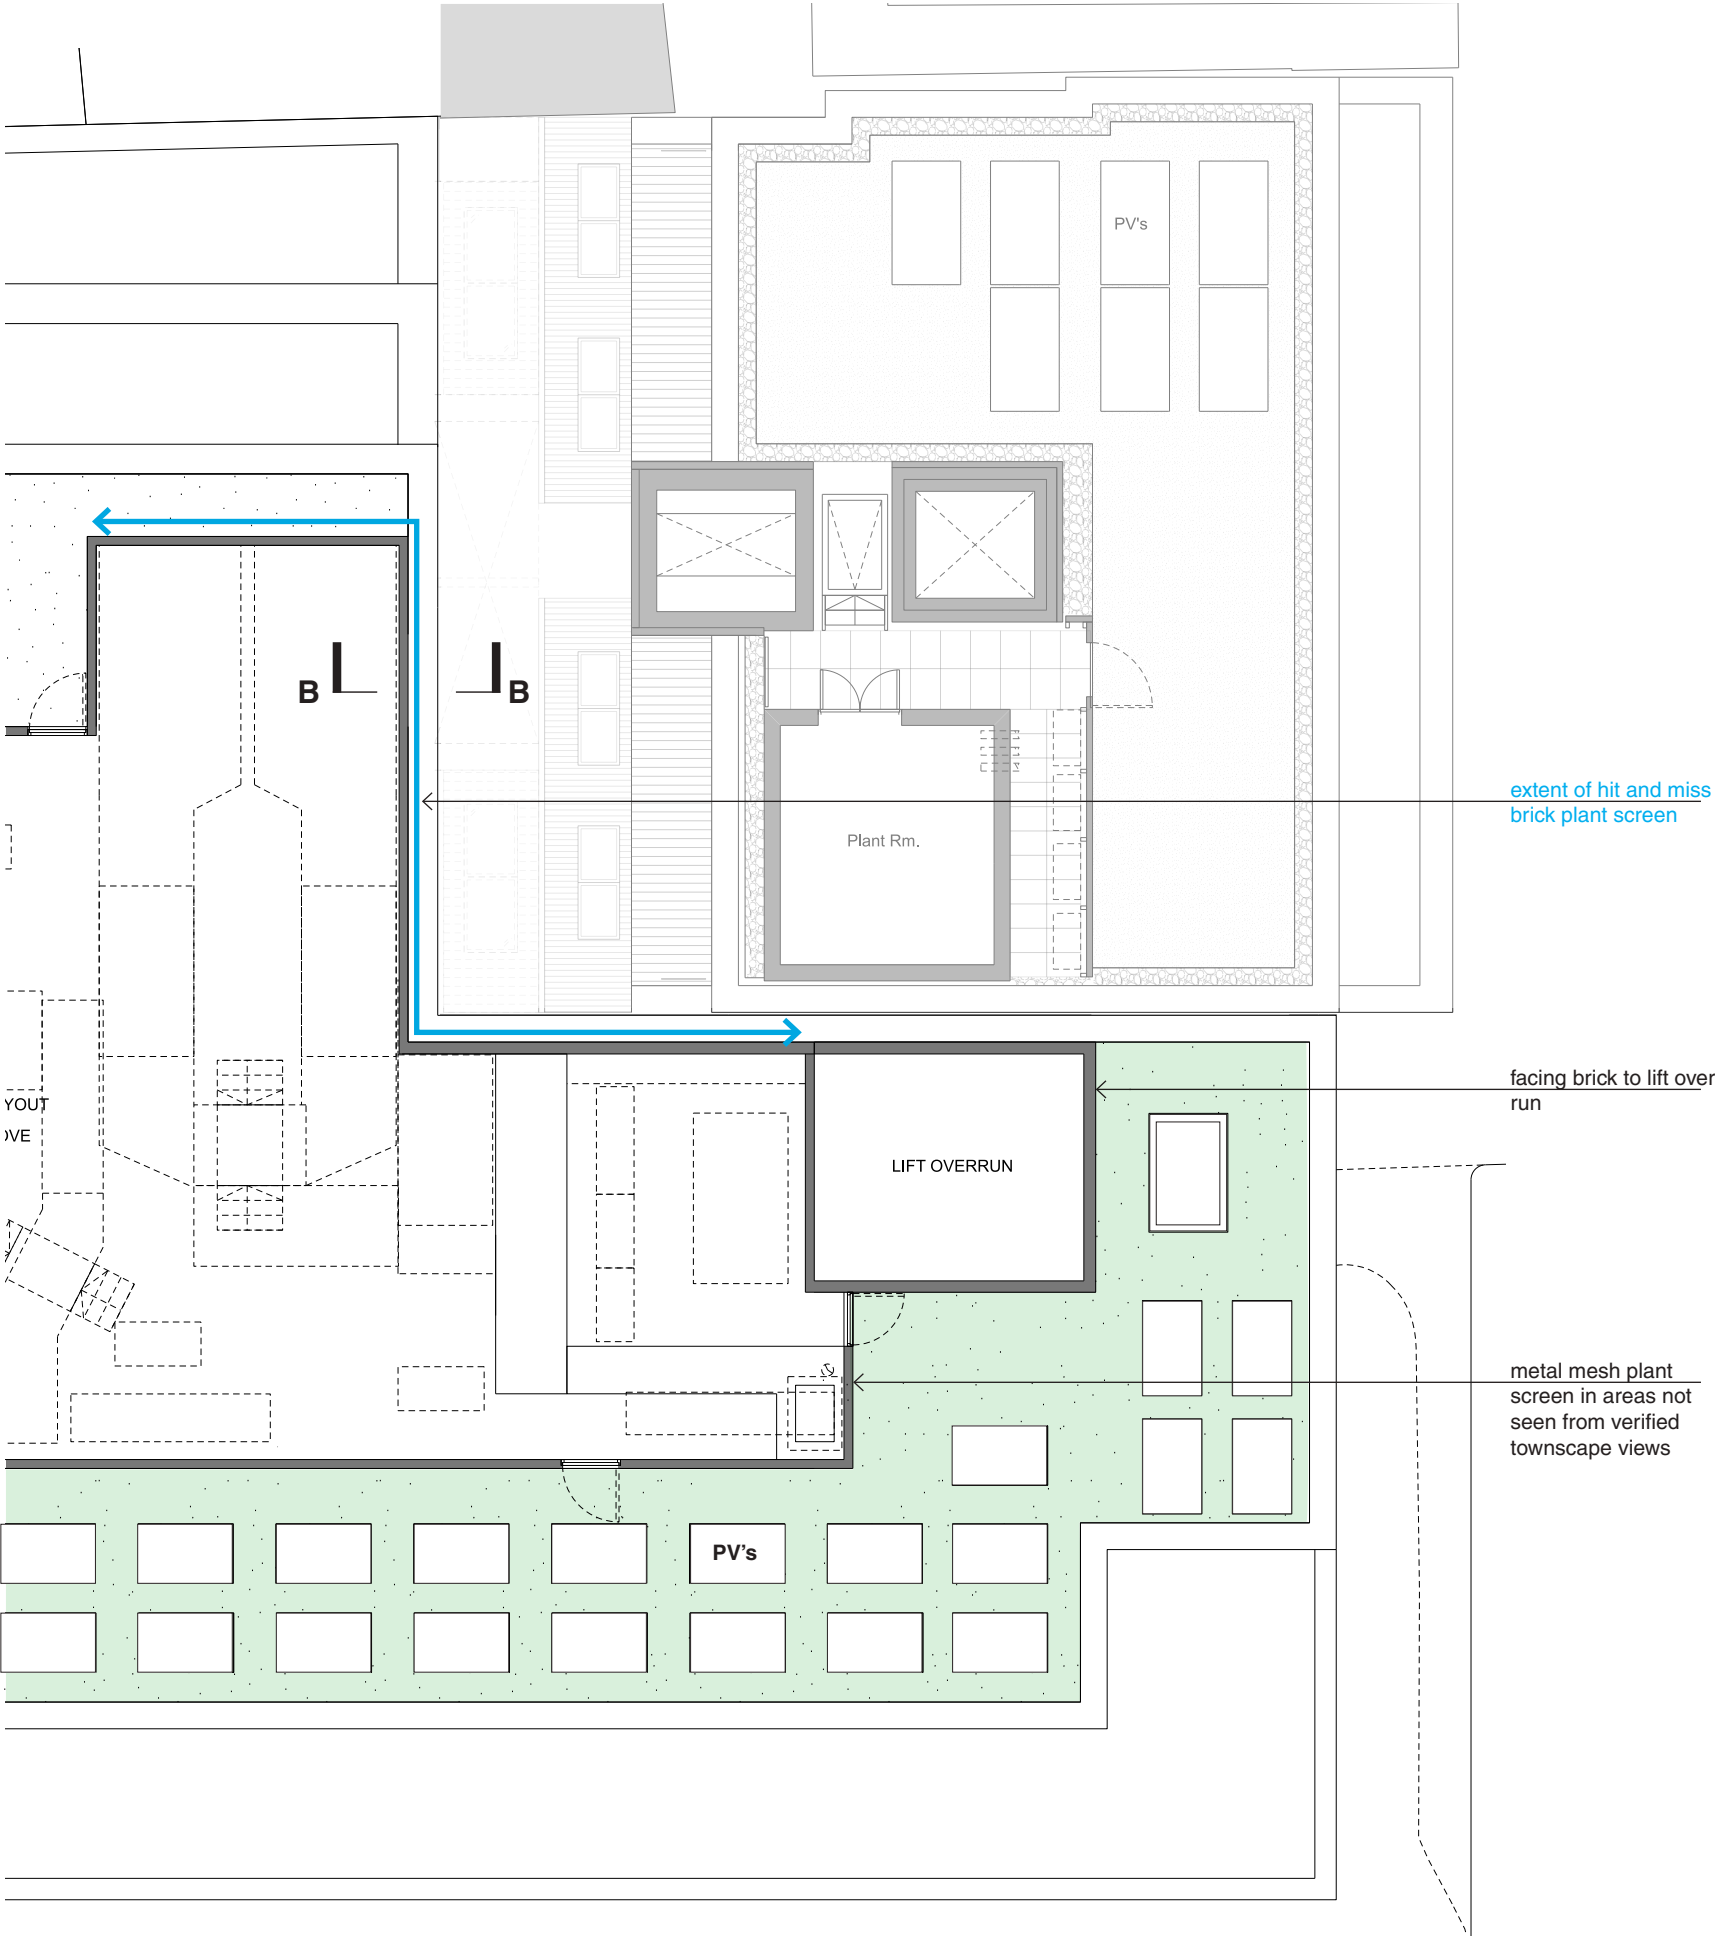 PV's
B
B
extent of hit and miss
brick plant screen
Plant Rm.
facing brick to lift over
run
YOUT
OVE
LIFT OVERRUN
metal mesh plant
screen in areas not
seen from verified
townscape views
PV's